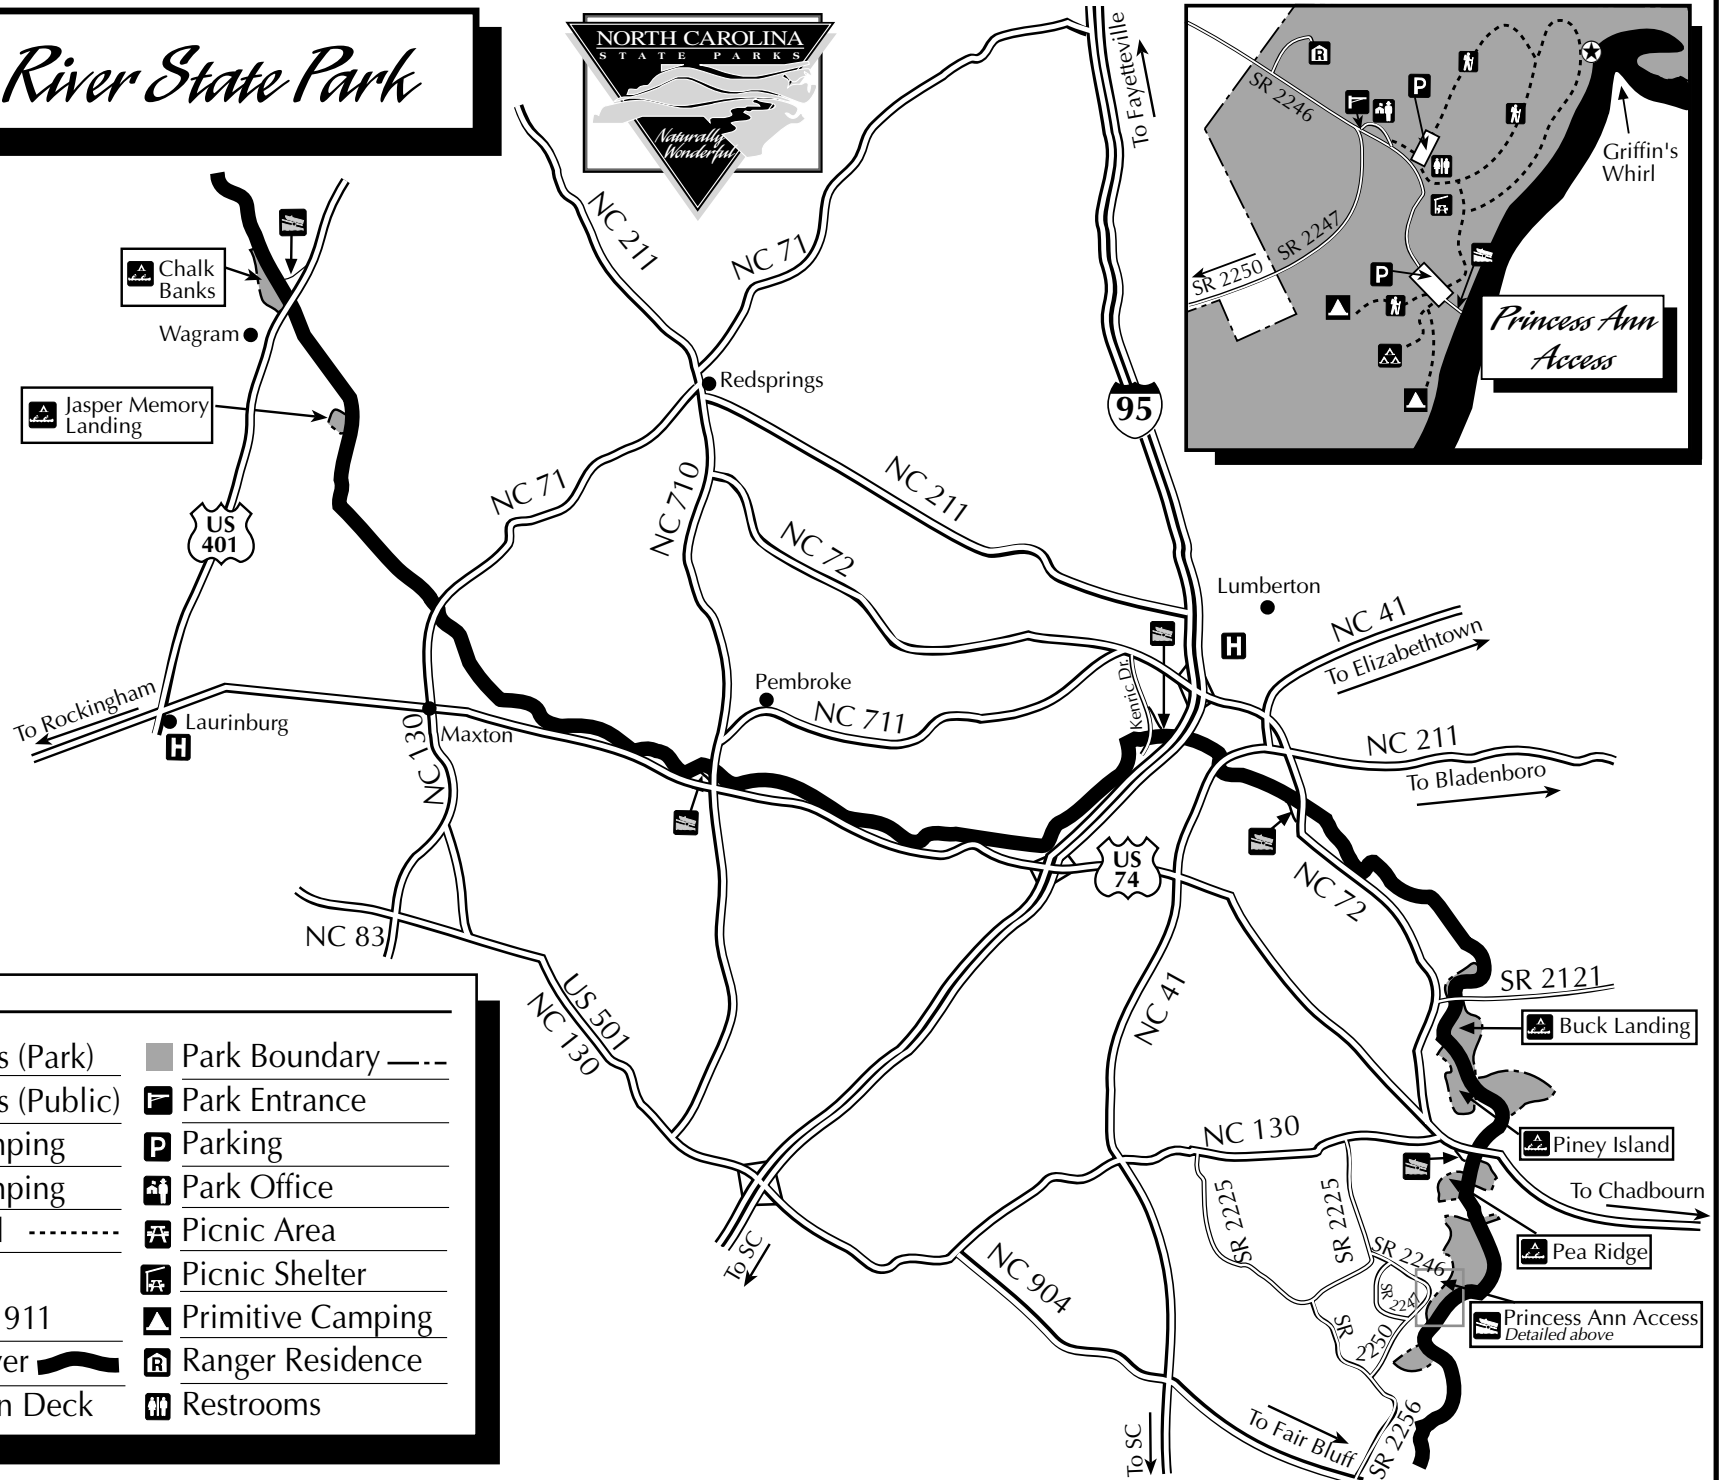 River State Park
NORTH CAROLINA
STATE PARKS
Naturally
Wonderful
To Fayetteville
SR 2246
SR 2247
SR 2250
P
P
R
Griffin's
Whirl
Princess Ann
Access
NC 211
NC 71
Chalk
Banks
Wagram
Jasper Memory
Landing
Redsprings
95
NC 71
NC 710
NC 211
NC 72
US
401
Lumberton
H
NC 41
To Elizabethtown
Kenric Dr.
Pembroke
NC 711
To Rockingham
Laurinburg
H
Maxton
NC 130
NC 211
To Bladenboro
US
74
NC 72
NC 83
US 501
NC 130
NC 41
SR 2121
Buck Landing
NC 130
Piney Island
SR 2225
SR 2225
To Chadbourn
Pea Ridge
SR 2246
SR
2247
SR
2250
Princess Ann Access
Detailed above
To SC
NC 904
To SC
To Fair Bluff
SR 2256
s (Park)
s (Public)
nping
nping
l
911
ver
n Deck
Park Boundary
Park Entrance
P Parking
Park Office
Picnic Area
Picnic Shelter
Primitive Camping
R Ranger Residence
Restrooms